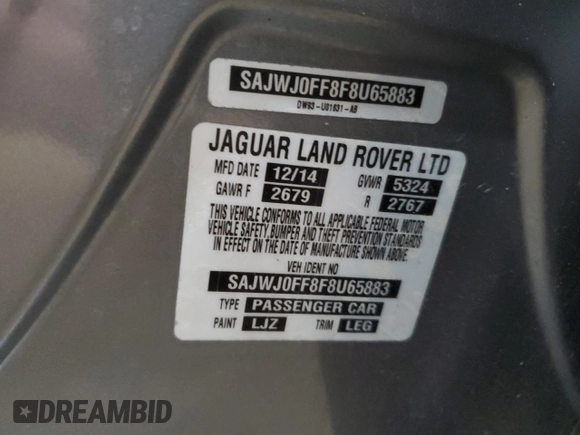 SAJWJ0FF8F8U65883
DW93-U01631-AB
JAGUAR LAND ROVER LTD
MFD DATE 12/14 GVWR 5324
GAWR F 2679 R 2767
THIS VEHICLE CONFORMS TO ALL APPLICABLE FEDERAL MOTOR
VEHICLE SAFETY, BUMPER AND THEFT PREVENTION STANDARDS
IN EFFECT ON THE DATE OF MANUFACTURE SHOWN ABOVE.
VEH IDENT NO
SAJWJ0FF8F8U65883
TYPE PASSENGER CAR
PAINT LJZ TRIM LEG
DREAMBID